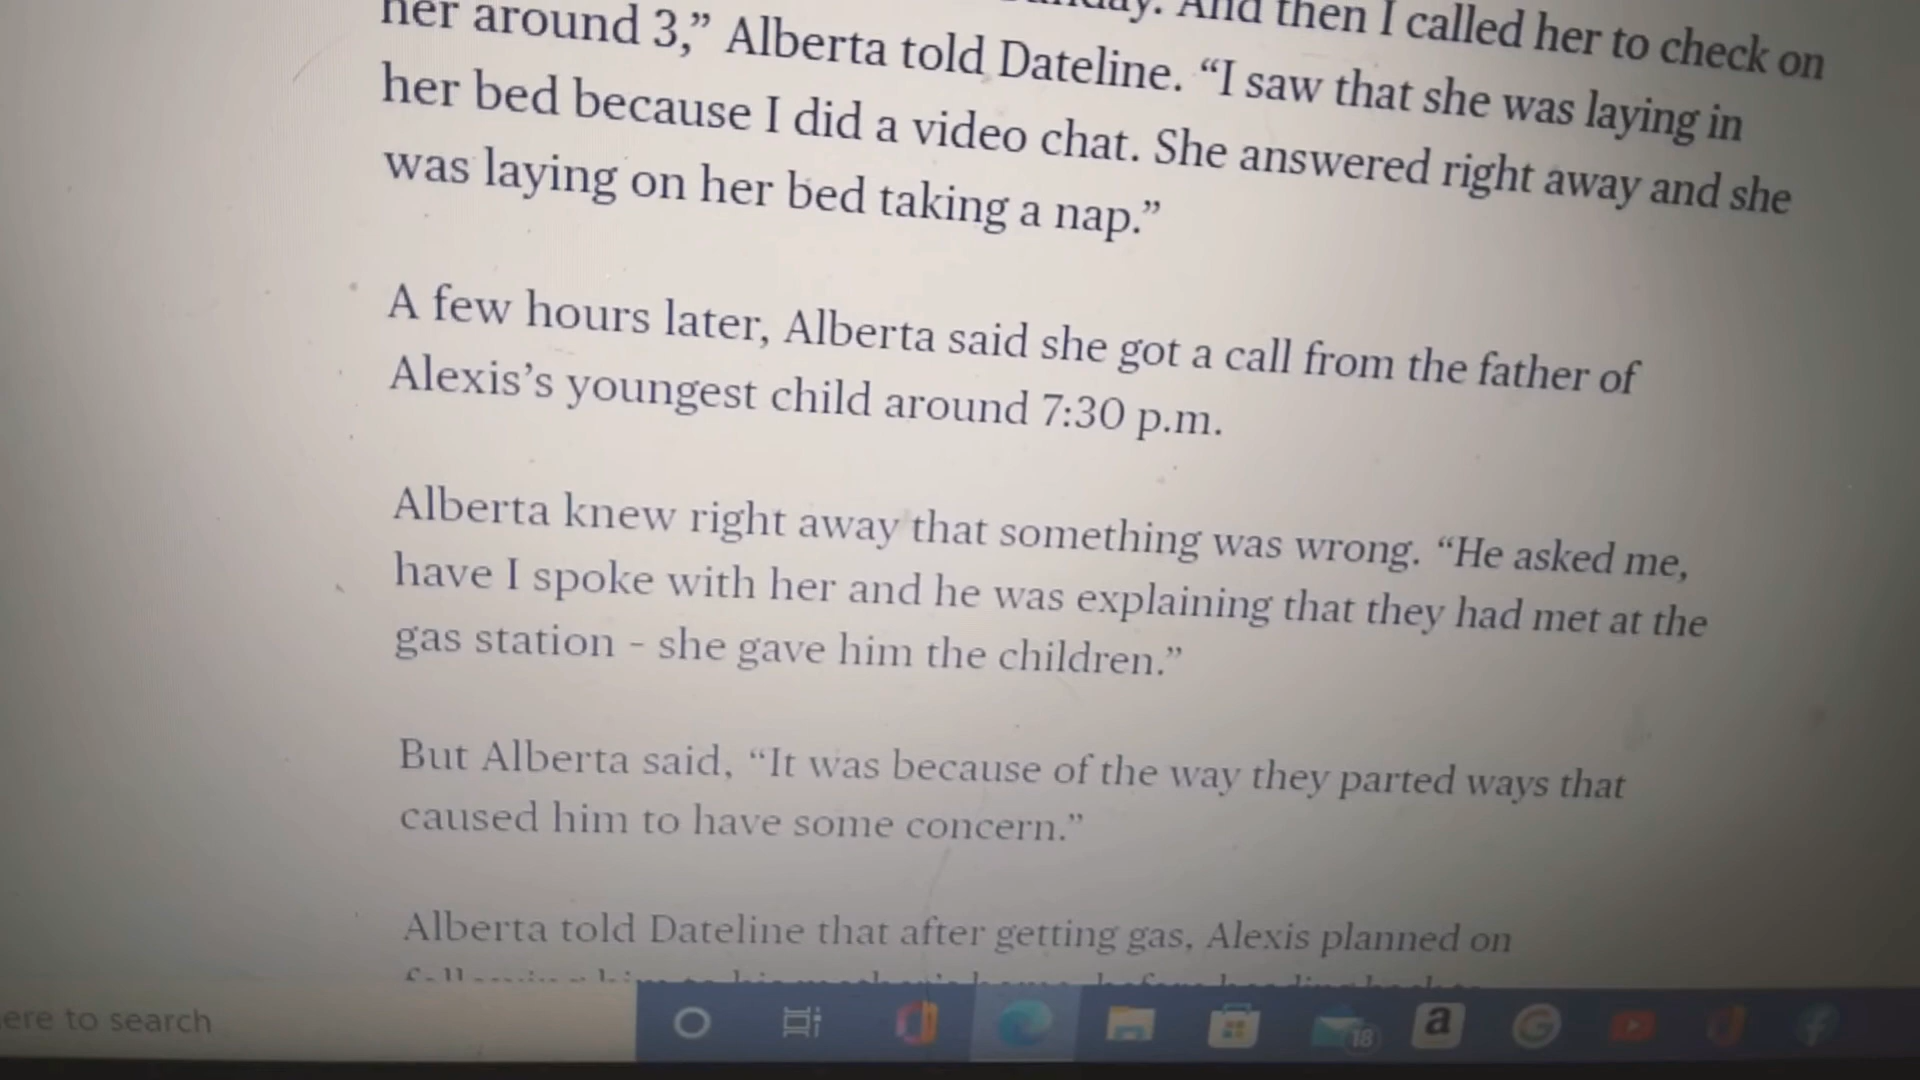 her around 3,” Alberta told Dateline. “I saw that she was laying in
And then I called her to check on
her bed because I did a video chat. She answered right away and she
was laying on her bed taking a nap.”
A few hours later, Alberta said she got a call from the father of
Alexis’s youngest child around 7:30 p.m.
Alberta knew right away that something was wrong. “He asked me,
have I spoke with her and he was explaining that they had met at the
gas station – she gave him the children.”
But Alberta said, “It was because of the way they parted ways that
caused him to have some concern.”
Alberta told Dateline that after getting gas, Alexis planned on
ere to search
18
a
G